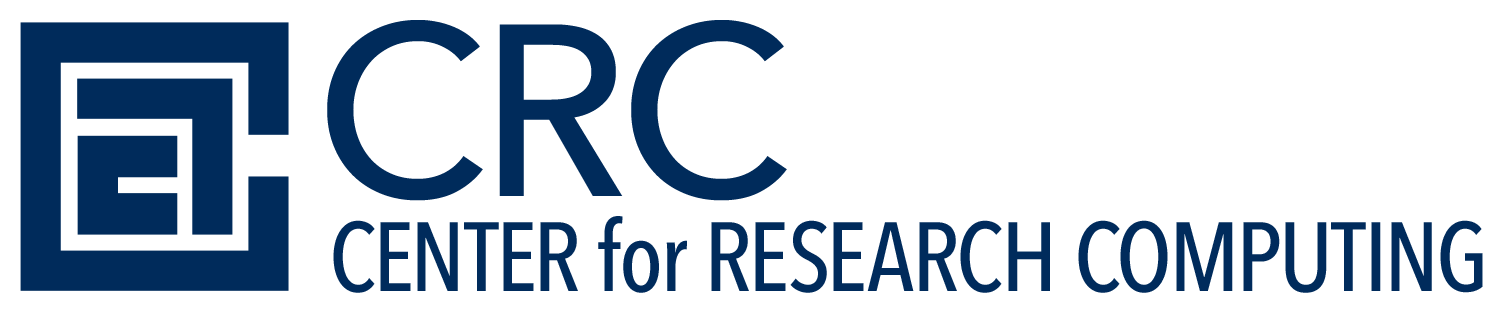 CRC
CENTER for RESEARCH COMPUTING